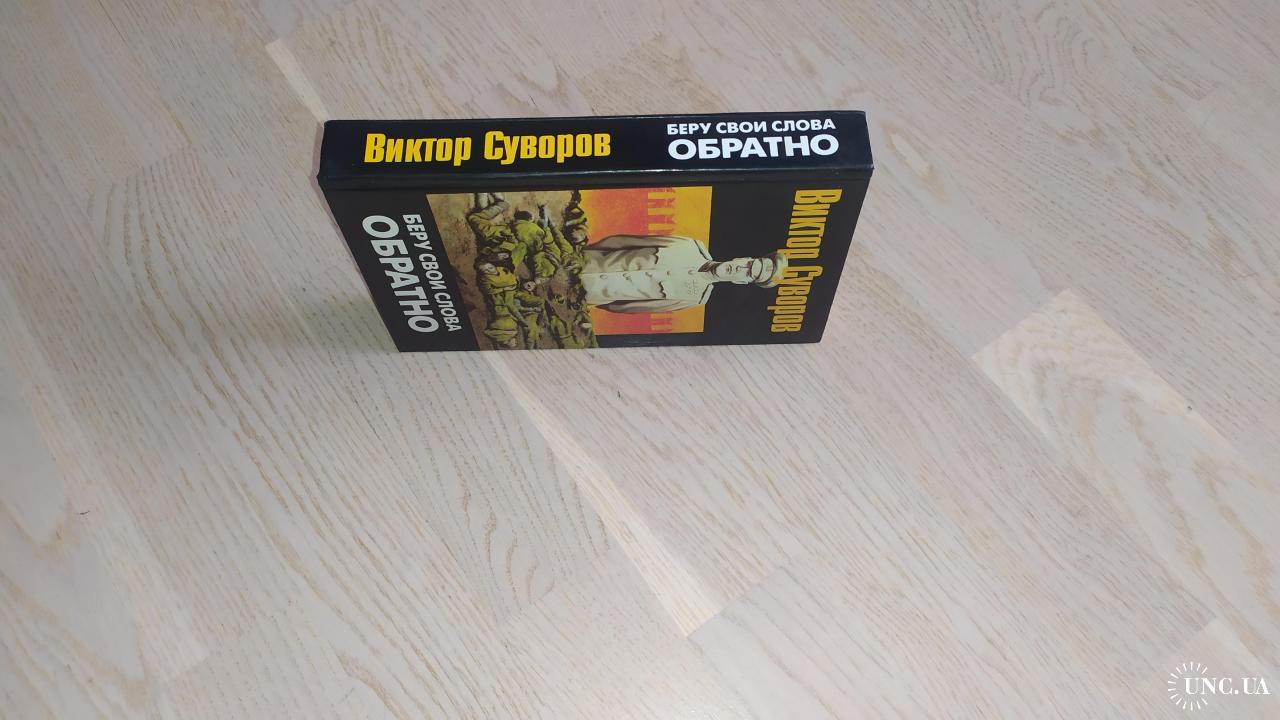 Виктор Суворов
БЕРУ СВОИ СЛОВА
ОБРАТНО
Виктор Суворов
БЕРУ СВОИ СЛОВА
ОБРАТНО
UNC.UA